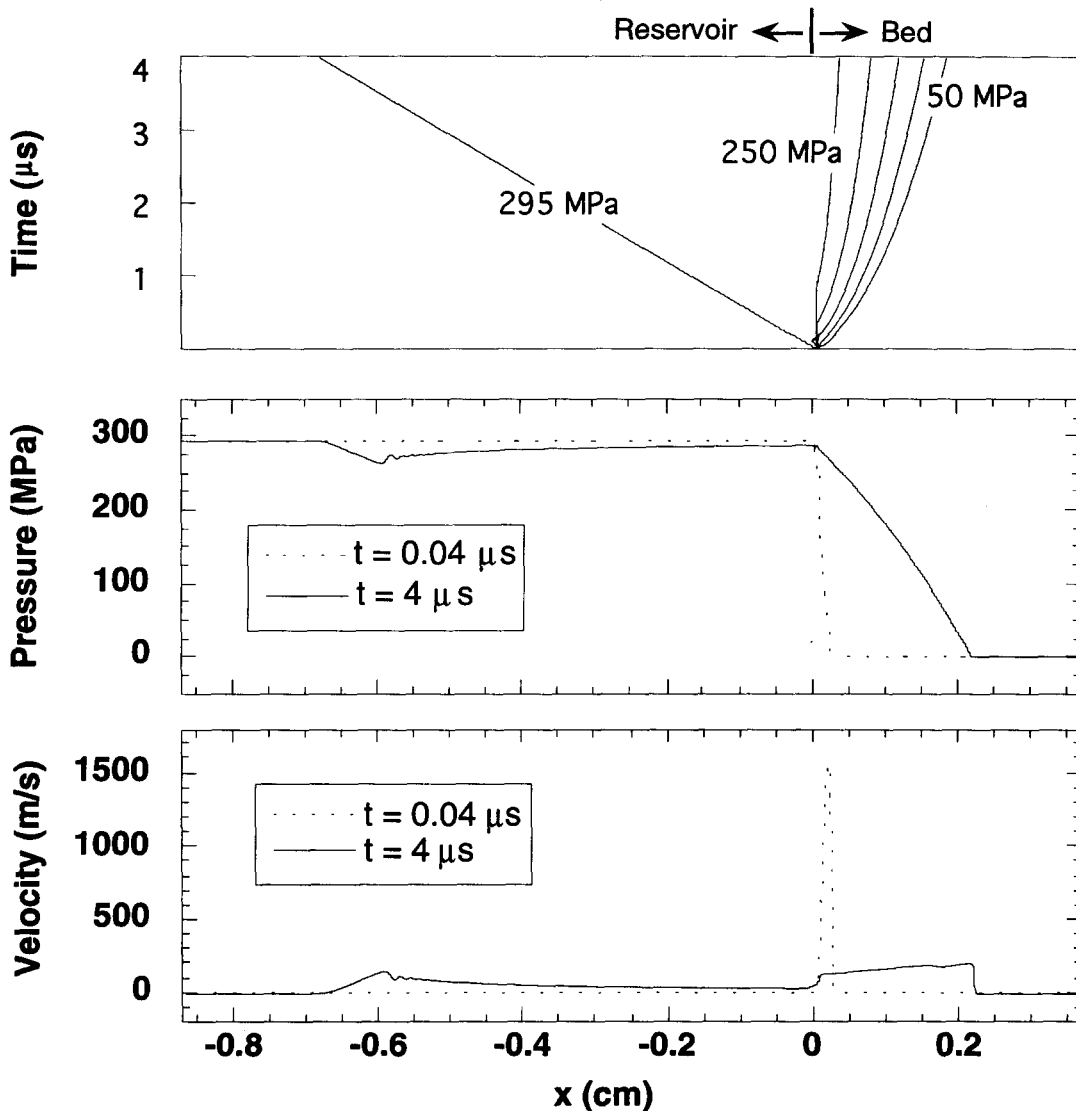 Reservoir Bed
4
3
2
1
Time (μs)
50 MPa
250 MPa
295 MPa
300
200
100
0
Pressure (MPa)
t = 0.04 μs
t = 4 μs
1500
1000
500
0
Velocity (m/s)
t = 0.04 μs
t = 4 μs
-0.8 -0.6 -0.4 -0.2 0 0.2
x (cm)